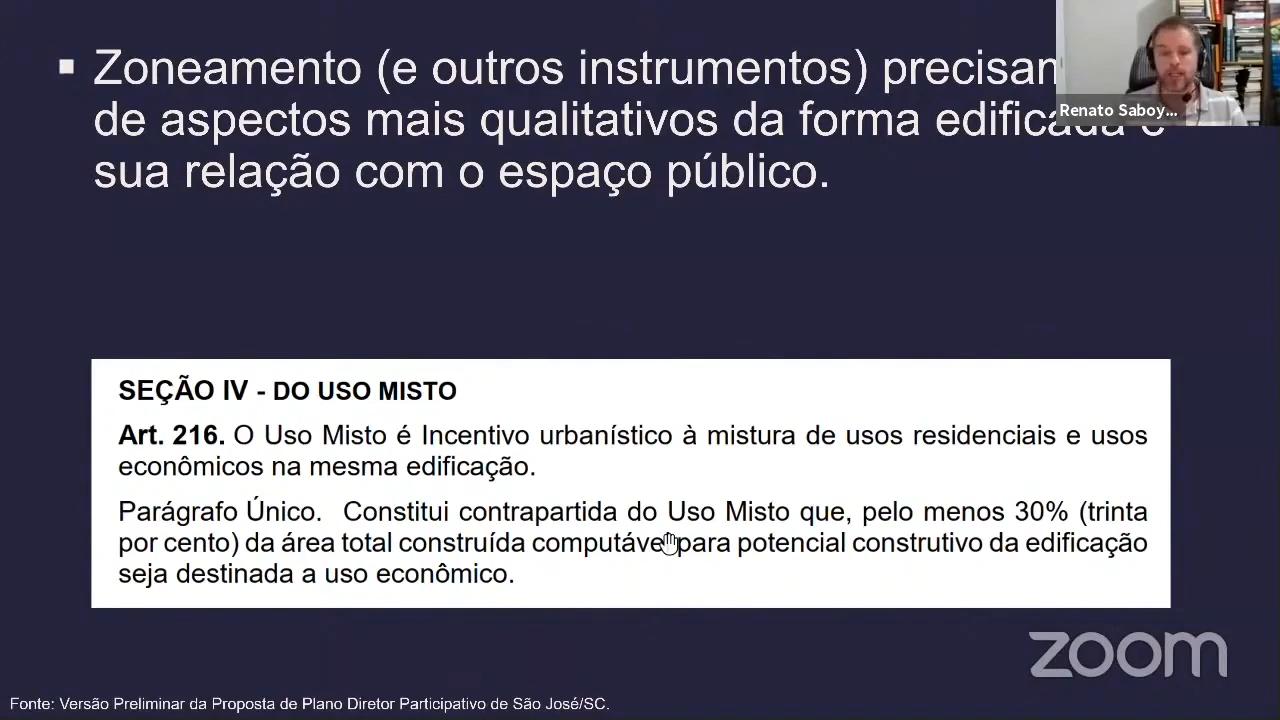 Zoneamento (e outros instrumentos)
de aspectos mais qualitativos da forma edificada e
sua relação com o espaço público.
Renato Saboy...
SEÇÃO IV - DO USO MISTO
Art. 216. O Uso Misto é Incentivo urbanístico à mistura de usos residenciais e usos
econômicos na mesma edificação.
Parágrafo Único. Constitui contrapartida do Uso Misto que, pelo menos 30% (trinta
por cento) da área total construída computável para potencial construtivo da edificação
seja destinada a uso econômico.
zoom
Fonte: Versão Preliminar da Proposta de Plano Diretor Participativo de São José/SC.